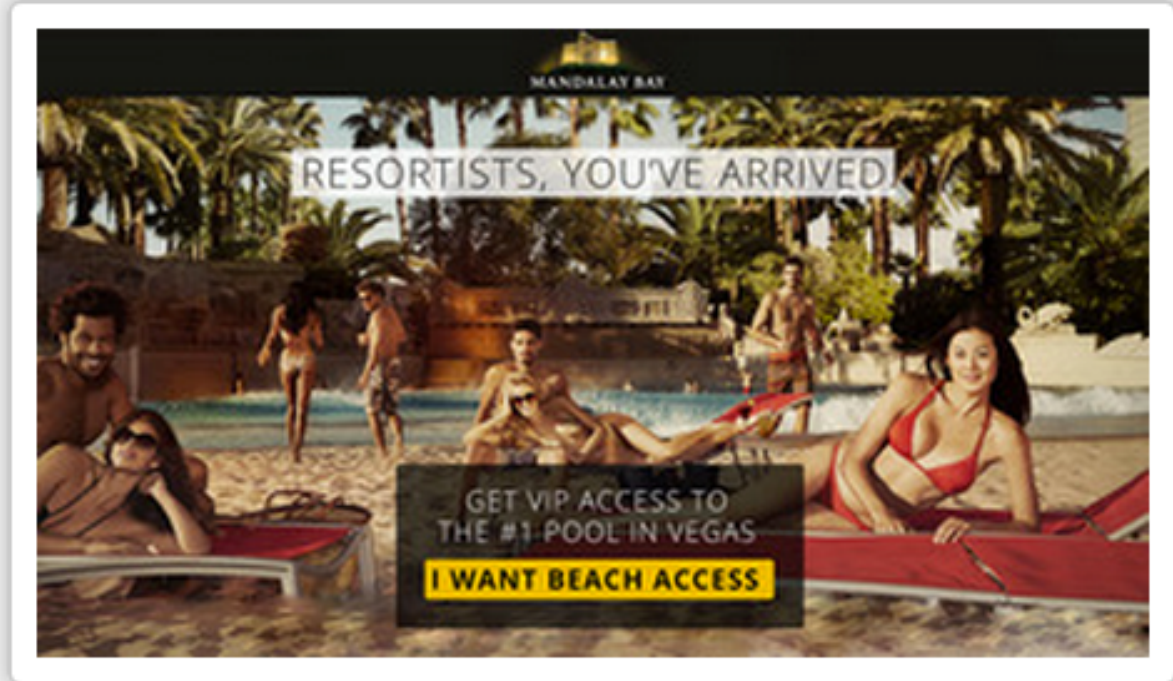 MANDALAY BAY
RESORTISTS, YOU'VE ARRIVED.
GET VIP ACCESS TO
THE #1 POOL IN VEGAS
I WANT BEACH ACCESS